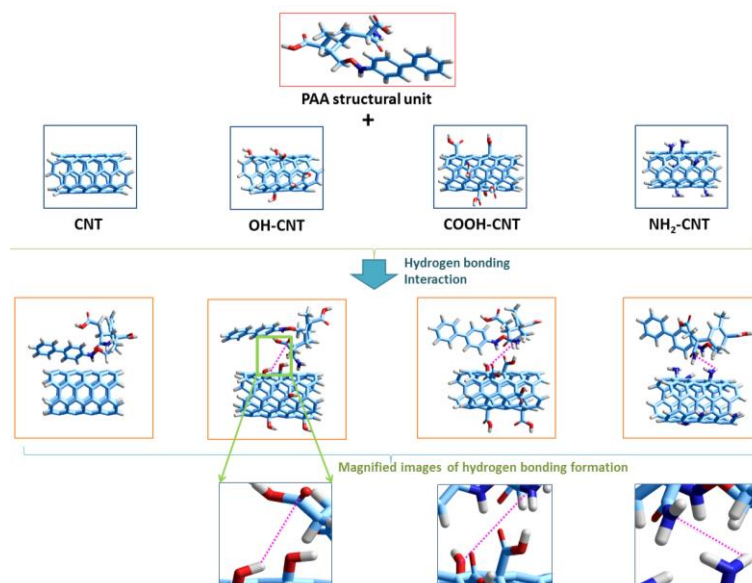 PAA structural unit
+
CNT
OH-CNT
COOH-CNT
NH₂-CNT
Hydrogen bonding
Interaction
Magnified images of hydrogen bonding formation